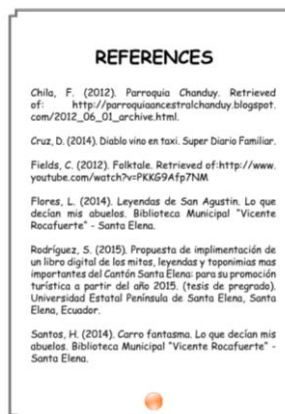 REFERENCES
Chila, F. (2012). Parroquia Chanduy. Retrieved
of: http://parroquiaancestralchanduy.blogspot.
com/2012_06_01_archive.html.
Cruz, D. (2014). Diablo vino en taxi. Super Diario Familiar.
Fields, C. (2012). Folktale. Retrieved of:http://www.
youtube.com/watch?v=PKKG9Afp7NM
Flores, L. (2014). Leyendas de San Agustin. Lo que
decían mis abuelos. Biblioteca Municipal "Vicente
Rocafuerte" - Santa Elena.
Rodríguez, S. (2015). Propuesta de implimentación de
un libro digital de los mitos, leyendas y toponimias mas
importantes del Cantón Santa Elena: para su promoción
turística a partir del año 2015. (tesis de pregrado).
Universidad Estatal Península de Santa Elena, Santa
Elena, Ecuador.
Santos, H. (2014). Carro fantasma. Lo que decían mis
abuelos. Biblioteca Municipal "Vicente Rocafuerte" -
Santa Elena.